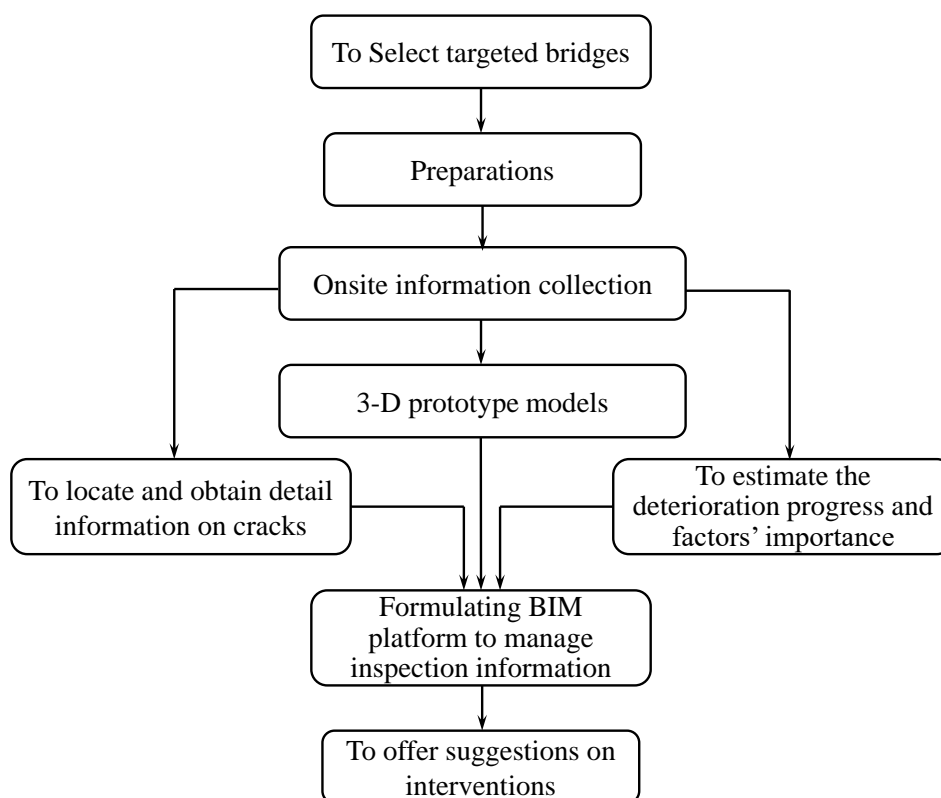 To Select targeted bridges
Preparations
Onsite information collection
3-D prototype models
To locate and obtain detail
information on cracks
To estimate the
deterioration progress and
factors’ importance
Formulating BIM
platform to manage
inspection information
To offer suggestions on
interventions